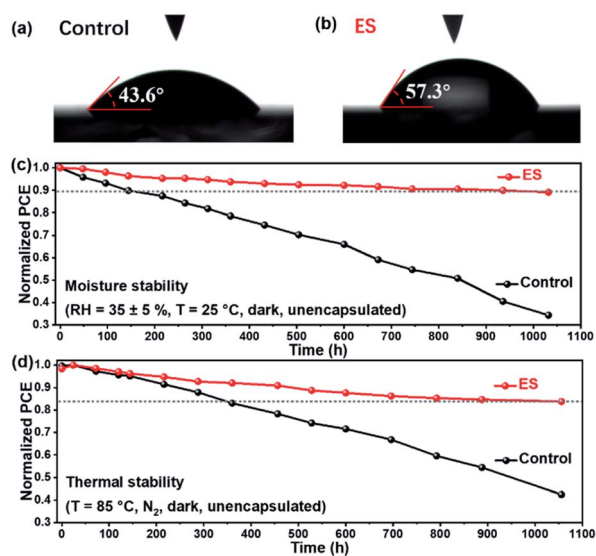 (a) Control
(b) ES
43.6°
57.3°
(c)
Normalized PCE
1.0
0.9
0.8
0.7
0.6
0.5
0.4
0.3
ES
Control
Moisture stability
(RH = 35 ± 5 %, T = 25 °C, dark, unencapsulated)
0 100 200 300 400 500 600 700 800 900 1000 1100
Time (h)
(d)
Normalized PCE
1.0
0.9
0.8
0.7
0.6
0.5
0.4
0.3
ES
Control
Thermal stability
(T = 85 °C, N₂, dark, unencapsulated)
0 100 200 300 400 500 600 700 800 900 1000 1100
Time (h)